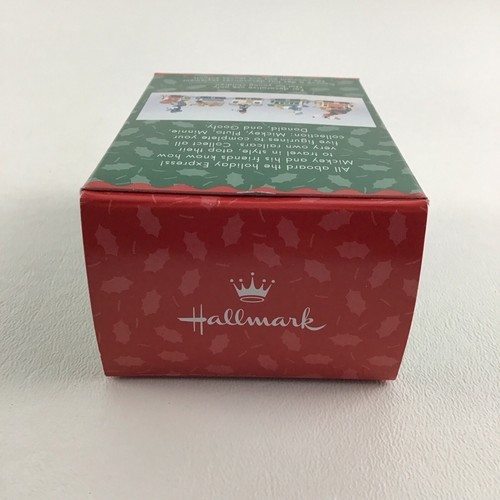 All aboard the holiday Express!
Mickey and his friends know how
to travel in style, atop their
very own railcars. Collect all
five figurines to complete your
collection: Mickey, Pluto, Minnie,
Donald, and Goofy.
Hallmark